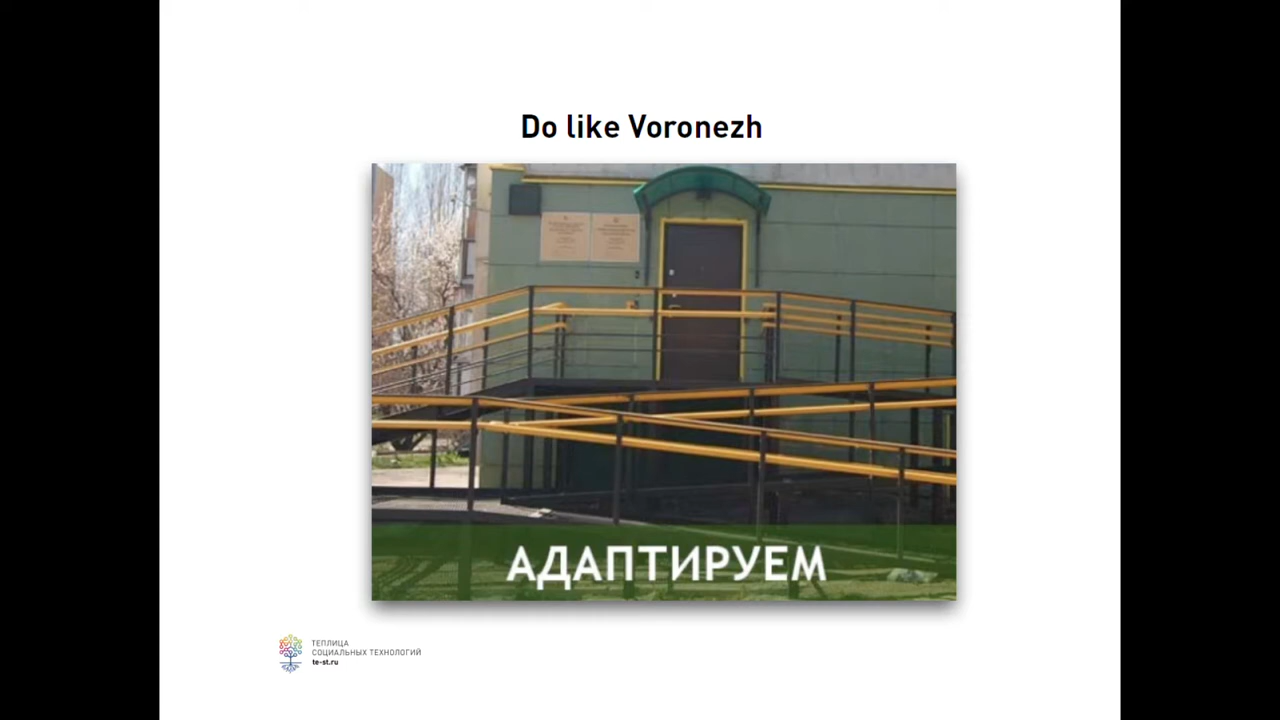 Do like Voronezh
АДАПТИРУЕМ
ТЕПЛИЦА
СОЦИАЛЬНЫХ ТЕХНОЛОГИЙ
te-st.ru